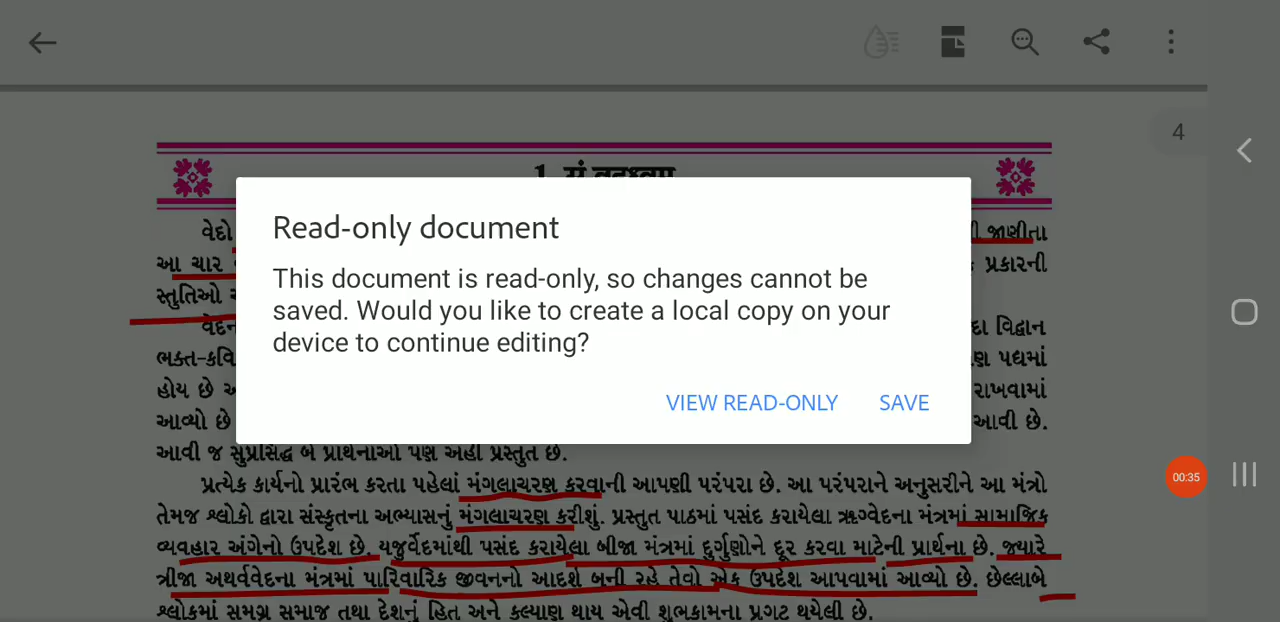 4
1. सं वदध्वम्
વેદો
ી જાણીતા
આ ચાર
પ્રકારની
સ્તુતિઓ
Read-only document
This document is read-only, so changes cannot be
saved. Would you like to create a local copy on your
device to continue editing?
VIEW READ-ONLY SAVE
વેદન
દા વિદ્વાન
ભક્ત-કવિ
ણ પદ્યમાં
હોય છે અ
રાખવામાં
આવ્યો છે
આવી છે.
આવી જ સુપ્રસિદ્ધ બે પ્રાર્થનાઓ પણ અહીં પ્રસ્તુત છે.
પ્રત્યેક કાર્યનો પ્રારંભ કરતા પહેલાં મંગલાચરણ કરવાની આપણી પરંપરા છે. આ પરંપરાને અનુસરીને આ મંત્રો
તેમજ શ્લોકો દ્વારા સંસ્કૃતના અભ્યાસનું મંગલાચરણ કરીશું. પ્રસ્તુત પાઠમાં પસંદ કરાયેલા ઋગ્વેદના મંત્રમાં સામાજિક
વ્યવહાર અંગેનો ઉપદેશ છે. યજુર્વેદમાંથી પસંદ કરાયેલા બીજા મંત્રમાં દુર્ગુણોને દૂર કરવા માટેની પ્રાર્થના છે. જ્યારે
ત્રીજા અથર્વવેદના મંત્રમાં પારિવારિક જીવનનો આદર્શ બની રહે તેવો એક ઉપદેશ આપવામાં આવ્યો છે. છેલ્લાબે
શ્લોકમાં સમગ્ર સમાજ તથા દેશનું હિત અને કલ્યાણ થાય એવી શુભકામના પ્રગટ થયેલી છે.
00:35